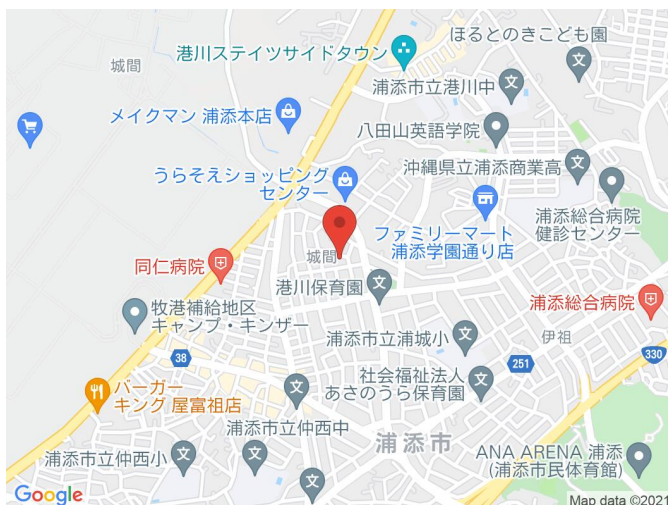 ほるとのきこども園
港川ステイツサイドタウン
城間
浦添市立港川中
メイクマン 浦添本店
八田山英語学院
うらそえショッピング
センター
沖縄県立浦添商業高
浦添総合病院
健診センター
ファミリーマート
浦添学園通り店
城間
同仁病院
港川保育園
牧港補給地区
キャンプ・キンザー
浦添総合病院
浦添市立浦城小
伊祖
330
38
251
社会福祉法人
あさのうら保育園
バーガー
キング 屋富祖店
浦添市立仲西中
浦添市
浦添市立仲西小
ANA ARENA 浦添
(浦添市民体育館)
Google
Map data ©2021